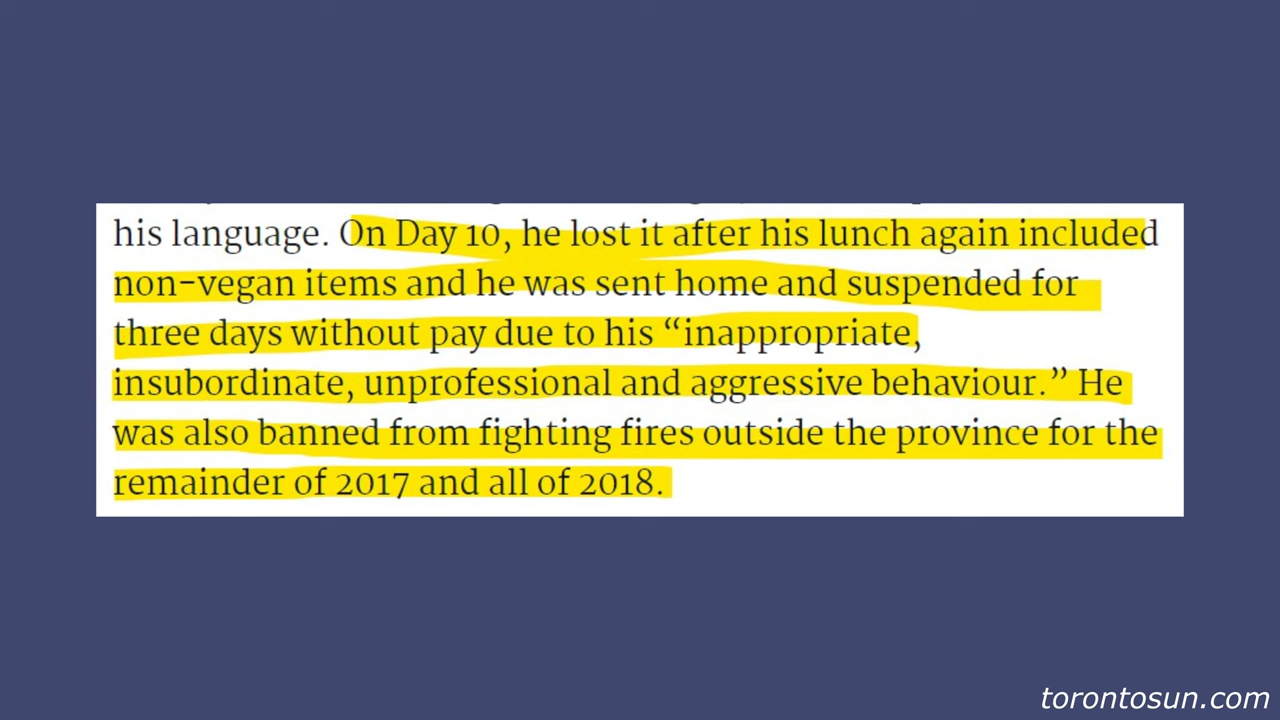 his language. On Day 10, he lost it after his lunch again included
non-vegan items and he was sent home and suspended for
three days without pay due to his “inappropriate,
insubordinate, unprofessional and aggressive behaviour.” He
was also banned from fighting fires outside the province for the
remainder of 2017 and all of 2018.
torontosun.com